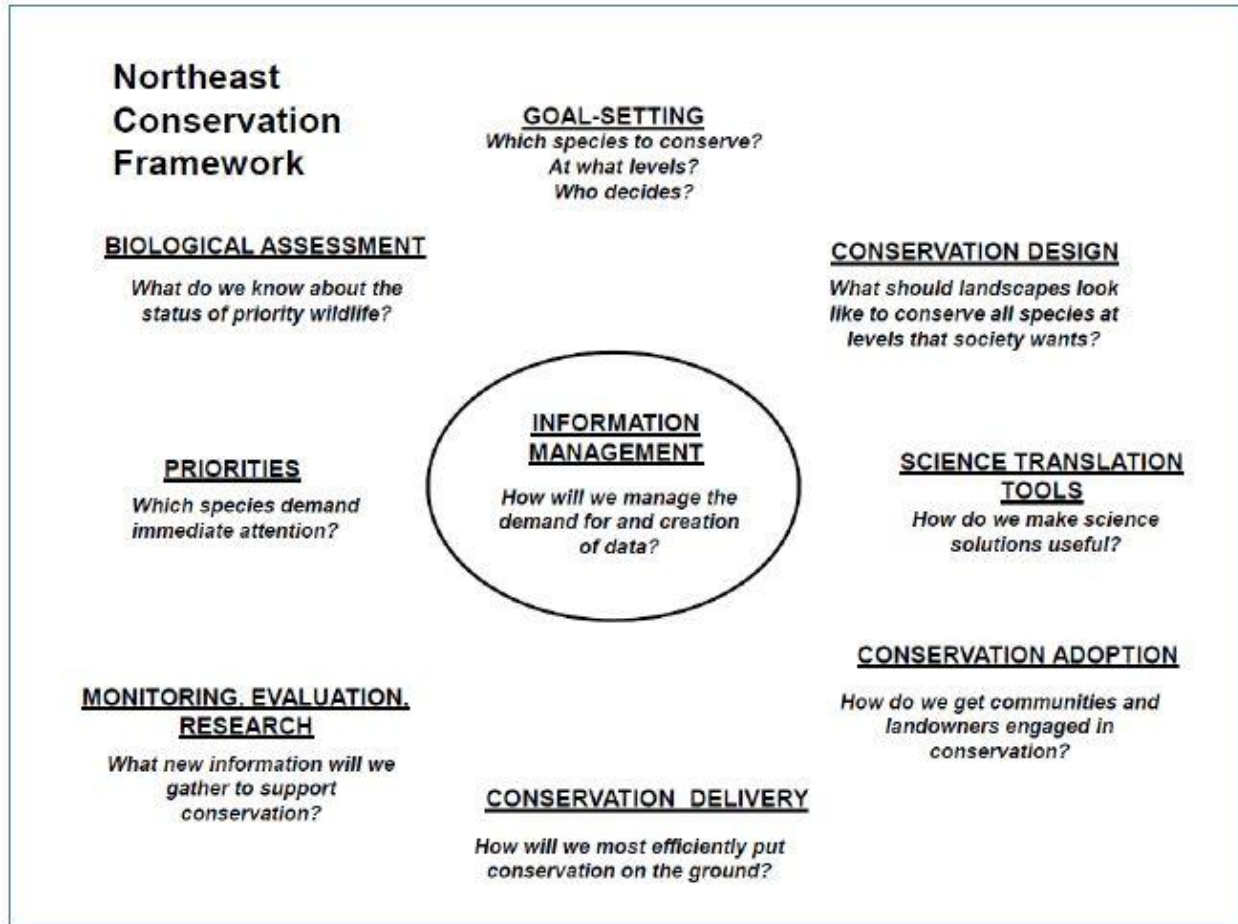 Northeast
Conservation
Framework
GOAL-SETTING
Which species to conserve?
At what levels?
Who decides?
BIOLOGICAL ASSESSMENT
What do we know about the
status of priority wildlife?
CONSERVATION DESIGN
What should landscapes look
like to conserve all species at
levels that society wants?
INFORMATION
MANAGEMENT
How will we manage the
demand for and creation
of data?
PRIORITIES
Which species demand
immediate attention?
SCIENCE TRANSLATION
TOOLS
How do we make science
solutions useful?
CONSERVATION ADOPTION
How do we get communities and
landowners engaged in
conservation?
MONITORING, EVALUATION,
RESEARCH
What new information will we
gather to support
conservation?
CONSERVATION DELIVERY
How will we most efficiently put
conservation on the ground?